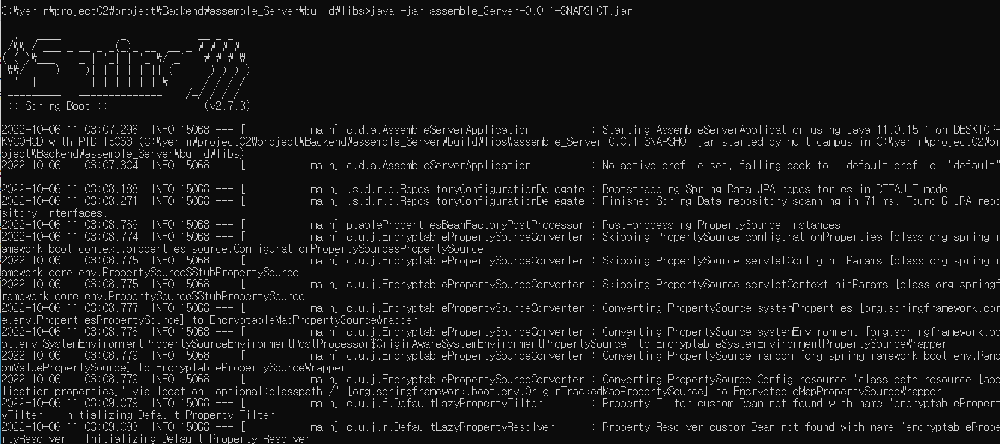 C:₩yerin₩project02₩project₩Backend₩assemble_Server₩build₩libs>java -jar assemble_Server-0.0.1-SNAPSHOT.jar
  .   ____          _            __ _ _
 /₩₩ / ___'_ __ _ _(_)_ __  __ _ ₩ ₩ ₩ ₩
( ( )₩___ | '_ | '_| | '_ ₩/ _` | ₩ ₩ ₩ ₩
 ₩₩/  ___)| |_)| | | | | || (_| |  ) ) ) )
  '  |____| .__|_| |_|_| |_₩__, | / / / /
 =========|_|==============|___/=/_/_/_/
 :: Spring Boot ::                (v2.7.3)
2022-10-06 11:03:07.296  INFO 15068 --- [           main] c.d.a.AssembleServerApplication          : Starting AssembleServerApplication using Java 11.0.15.1 on DESKTOP-
KVCQHCD with PID 15068 (C:₩yerin₩project02₩project₩Backend₩assemble_Server₩build₩libs₩assemble_Server-0.0.1-SNAPSHOT.jar started by multicampus in C:₩yerin₩project02₩pr
oject₩Backend₩assemble_Server₩build₩libs)
2022-10-06 11:03:07.304  INFO 15068 --- [           main] c.d.a.AssembleServerApplication          : No active profile set, falling back to 1 default profile: "default"
2022-10-06 11:03:08.188  INFO 15068 --- [           main] .s.d.r.c.RepositoryConfigurationDelegate : Bootstrapping Spring Data JPA repositories in DEFAULT mode.
2022-10-06 11:03:08.271  INFO 15068 --- [           main] .s.d.r.c.RepositoryConfigurationDelegate : Finished Spring Data repository scanning in 71 ms. Found 6 JPA repo
sitory interfaces.
2022-10-06 11:03:08.769  INFO 15068 --- [           main] ptablePropertiesBeanFactoryPostProcessor : Post-processing PropertySource instances
2022-10-06 11:03:08.774  INFO 15068 --- [           main] c.u.j.EncryptablePropertySourceConverter : Skipping PropertySource configurationProperties [class org.springfr
amework.boot.context.properties.source.ConfigurationPropertySourcesPropertySource
2022-10-06 11:03:08.775  INFO 15068 --- [           main] c.u.j.EncryptablePropertySourceConverter : Skipping PropertySource servletConfigInitParams [class org.springfr
amework.core.env.PropertySource$StubPropertySource
2022-10-06 11:03:08.775  INFO 15068 --- [           main] c.u.j.EncryptablePropertySourceConverter : Skipping PropertySource servletContextInitParams [class org.springf
ramework.core.env.PropertySource$StubPropertySource
2022-10-06 11:03:08.777  INFO 15068 --- [           main] c.u.j.EncryptablePropertySourceConverter : Converting PropertySource systemProperties [org.springframework.cor
e.env.PropertiesPropertySource] to EncryptableMapPropertySourceWrapper
2022-10-06 11:03:08.778  INFO 15068 --- [           main] c.u.j.EncryptablePropertySourceConverter : Converting PropertySource systemEnvironment [org.springframework.bo
ot.env.SystemEnvironmentPropertySourceEnvironmentPostProcessor$OriginAwareSystemEnvironmentPropertySource] to EncryptableSystemEnvironmentPropertySourceWrapper
2022-10-06 11:03:08.779  INFO 15068 --- [           main] c.u.j.EncryptablePropertySourceConverter : Converting PropertySource random [org.springframework.boot.env.Rand
omValuePropertySource] to EncryptablePropertySourceWrapper
2022-10-06 11:03:08.779  INFO 15068 --- [           main] c.u.j.EncryptablePropertySourceConverter : Converting PropertySource Config resource 'class path resource [app
lication.properties]' via location 'optional:classpath:/' [org.springframework.boot.env.OriginTrackedMapPropertySource] to EncryptableMapPropertySourceWrapper
2022-10-06 11:03:09.079  INFO 15068 --- [           main] c.u.j.f.DefaultLazyPropertyFilter        : Property Filter custom Bean not found with name 'encryptablePropert
yFilter'. Initializing Default Property Filter
2022-10-06 11:03:09.093  INFO 15068 --- [           main] c.u.j.r.DefaultLazyPropertyResolver      : Property Resolver custom Bean not found with name 'encryptablePrope
rtyResolver'. Initializing Default Property Resolver